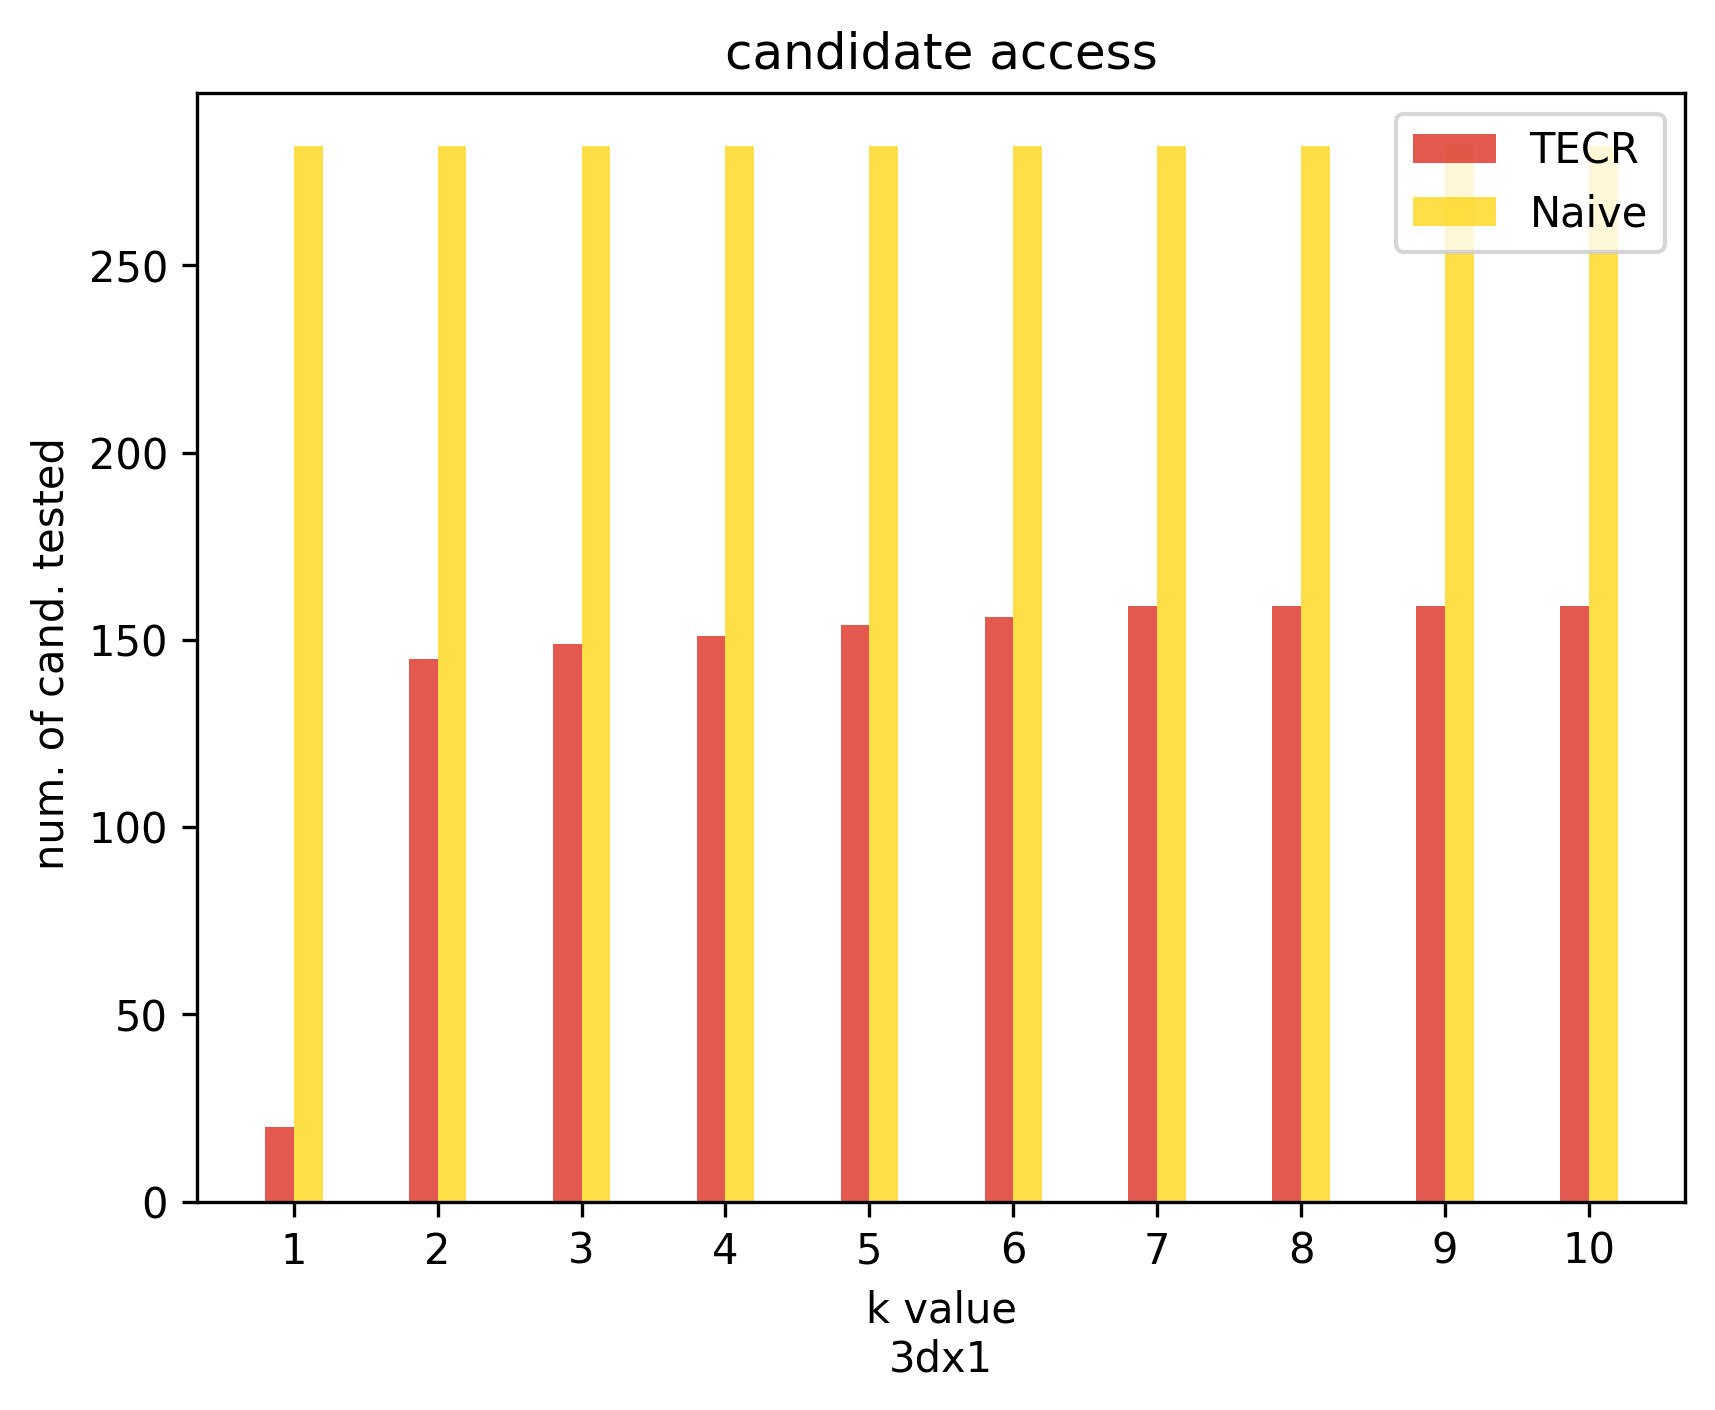 candidate access
TECR
Naive
num. of cand. tested
250
200
150
100
50
0
1 2 3 4 5 6 7 8 9 10
k value
3dx1